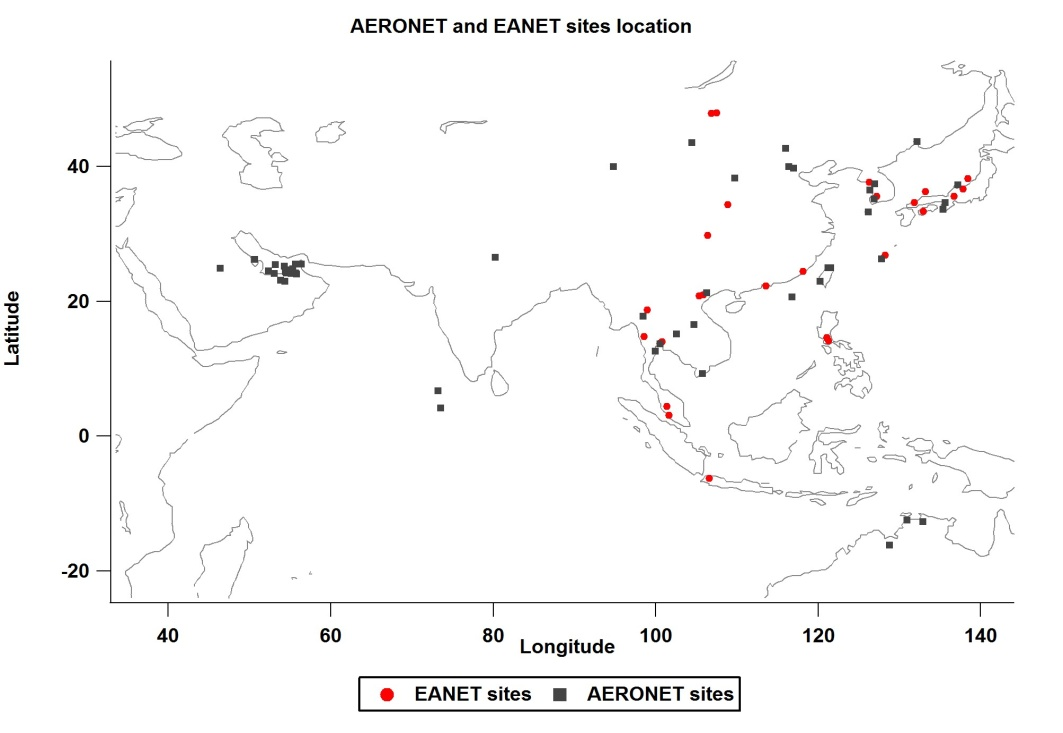 AERONET and EANET sites location
Latitude
40
20
0
-20
40 60 80 100 120 140
Longitude
EANET sites AERONET sites